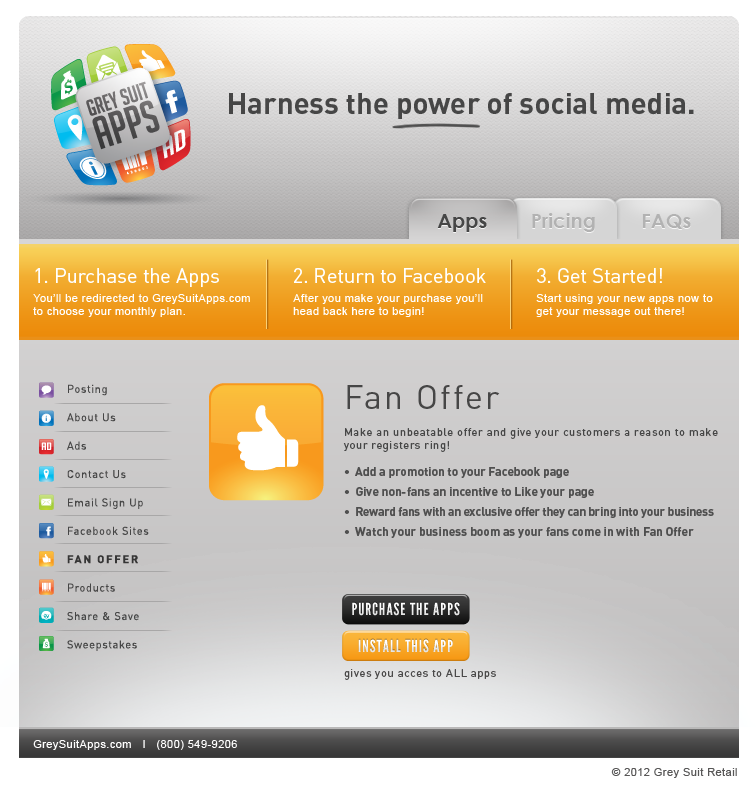 GREY SUIT
APPS
AD
Harness the power of social media.
Apps
Pricing
FAQs
1. Purchase the Apps
You'll be redirected to GreySuitApps.com
to choose your monthly plan.
2. Return to Facebook
After you make your purchase you'll
head back here to begin!
3. Get Started!
Start using your new apps now to
get your message out there!
Posting
About Us
AD
Ads
Contact Us
Email Sign Up
Facebook Sites
FAN OFFER
Products
Share & Save
Sweepstakes
Fan Offer
Make an unbeatable offer and give your customers a reason to make
your registers ring!
• Add a promotion to your Facebook page
• Give non-fans an incentive to Like your page
• Reward fans with an exclusive offer they can bring into your business
• Watch your business boom as your fans come in with Fan Offer
PURCHASE THE APPS
INSTALL THIS APP
gives you acces to ALL apps
GreySuitApps.com | (800) 549-9206
© 2012 Grey Suit Retail